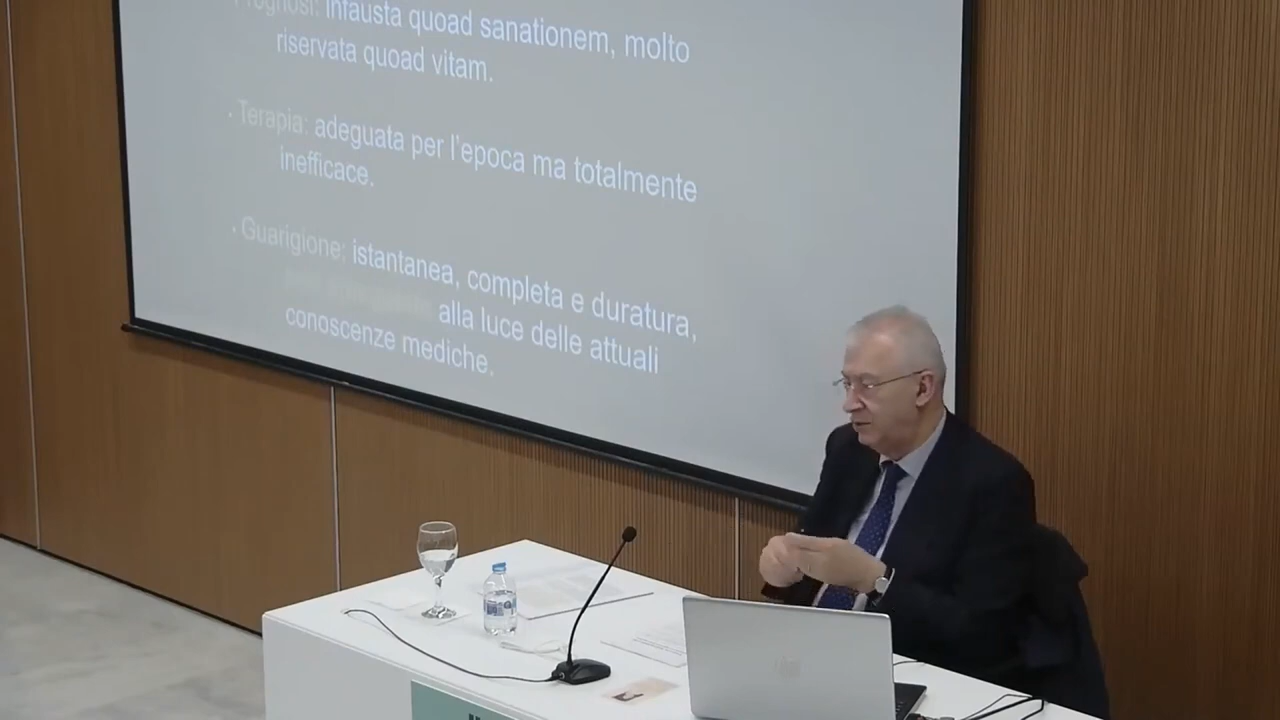 Prognosi: infausta quoad sanationem, molto
riservata quoad vitam.
· Terapia: adeguata per l'epoca ma totalmente
inefficace.
· Guarigione: istantanea, completa e duratura,
alla luce delle attuali
conoscenze mediche.